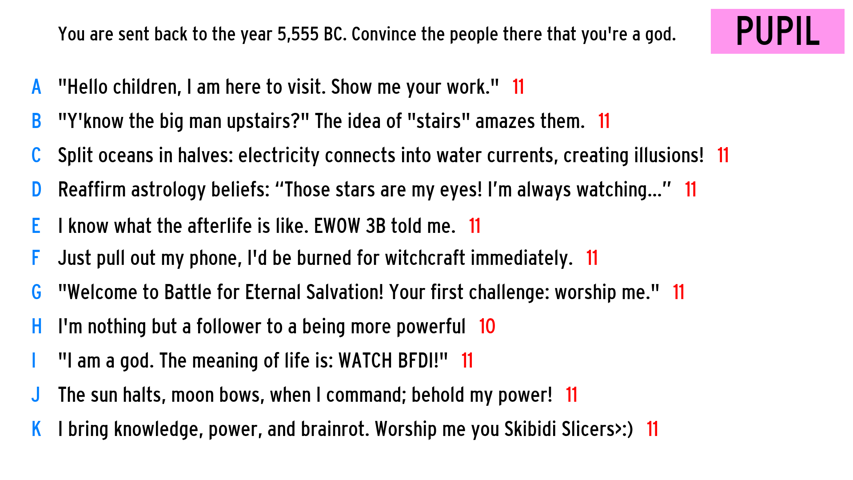 You are sent back to the year 5,555 BC. Convince the people there that you're a god.
PUPIL
A "Hello children, I am here to visit. Show me your work." 11
B "Y'know the big man upstairs?" The idea of "stairs" amazes them. 11
C Split oceans in halves: electricity connects into water currents, creating illusions! 11
D Reaffirm astrology beliefs: “Those stars are my eyes! I’m always watching...” 11
E I know what the afterlife is like. EWOW 3B told me. 11
F Just pull out my phone, I'd be burned for witchcraft immediately. 11
G "Welcome to Battle for Eternal Salvation! Your first challenge: worship me." 11
H I'm nothing but a follower to a being more powerful 10
I "I am a god. The meaning of life is: WATCH BFDI!" 11
J The sun halts, moon bows, when I command; behold my power! 11
K I bring knowledge, power, and brainrot. Worship me you Skibidi Slicers>:) 11